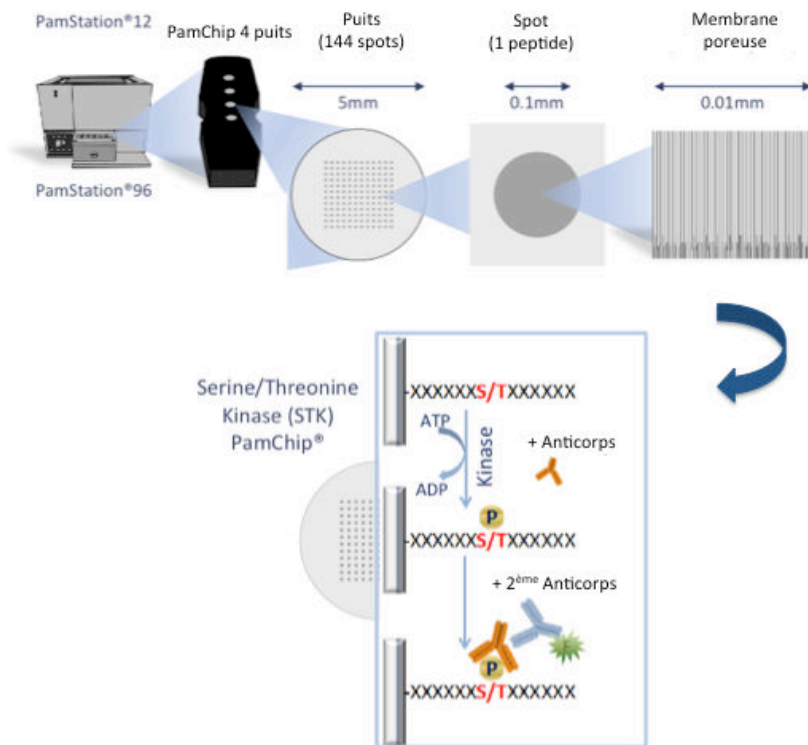 PamStation®12
PamChip 4 puits
Puits
(144 spots)
Spot
(1 peptide)
Membrane
poreuse
5mm
0.1mm
0.01mm
PamStation®96
Serine/Threonine
Kinase (STK)
PamChip®
-XXXXXXS/TXXXXXX
ATP
ADP
Kinase
+ Anticorps
P
-XXXXXXS/TXXXXXX
+ 2ème Anticorps
P
-XXXXXXS/TXXXXXX